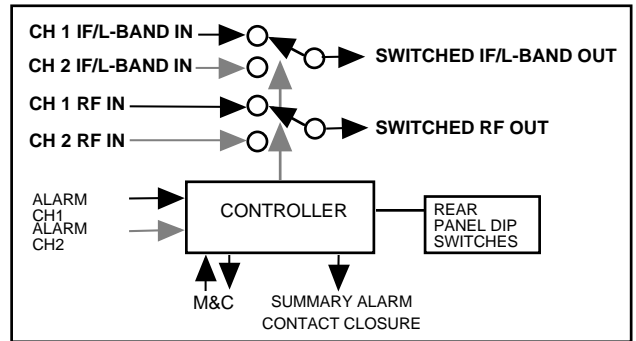 CH 1 IF/L-BAND IN
SWITCHED IF/L-BAND OUT
CH 2 IF/L-BAND IN
CH 1 RF IN
SWITCHED RF OUT
CH 2 RF IN
ALARM
CH1
ALARM
CH2
CONTROLLER
REAR
PANEL DIP
SWITCHES
M&C
SUMMARY ALARM
CONTACT CLOSURE